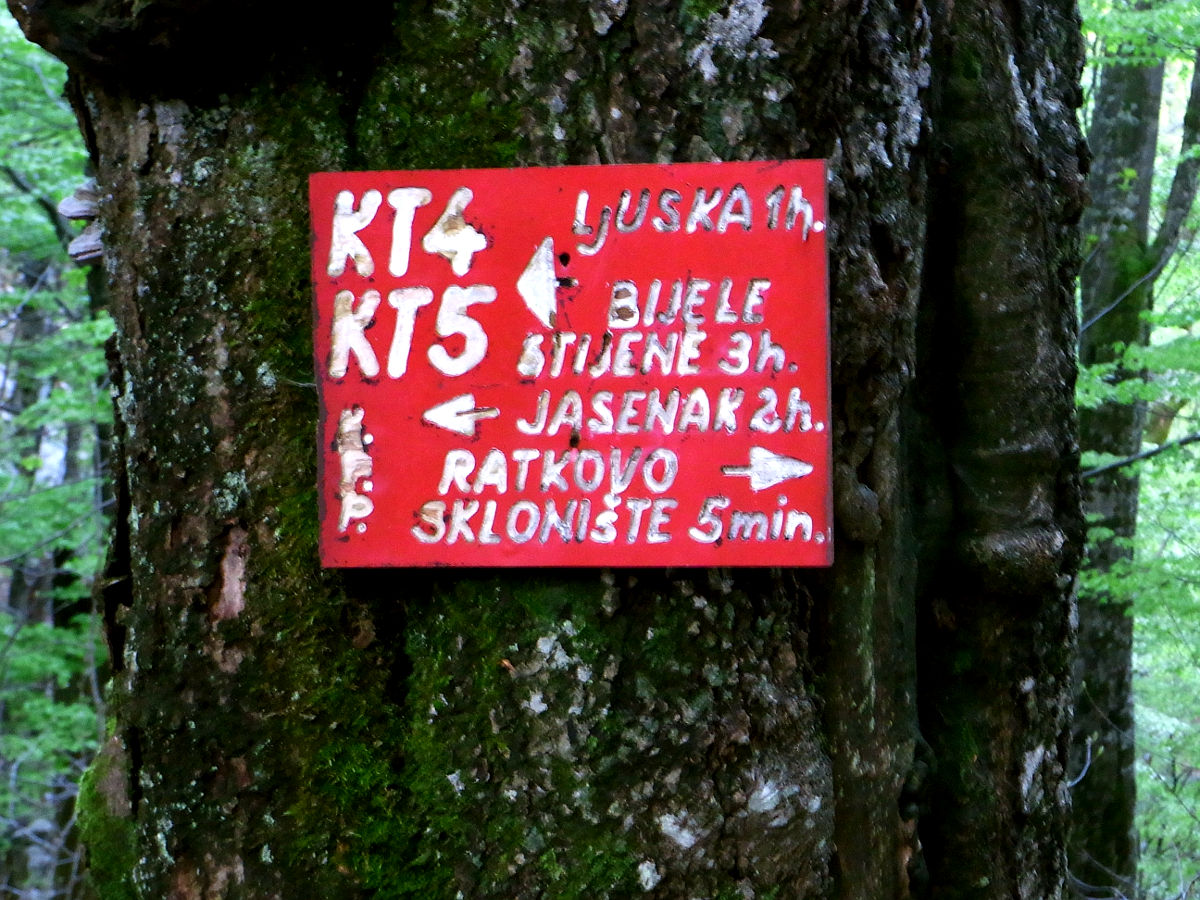 KT4 LjUSKA 1h.
KT5 BIJELE
STIJENE 3h.
JASENAK 2h.
RATKOVO
SKLONIŠTE 5min.